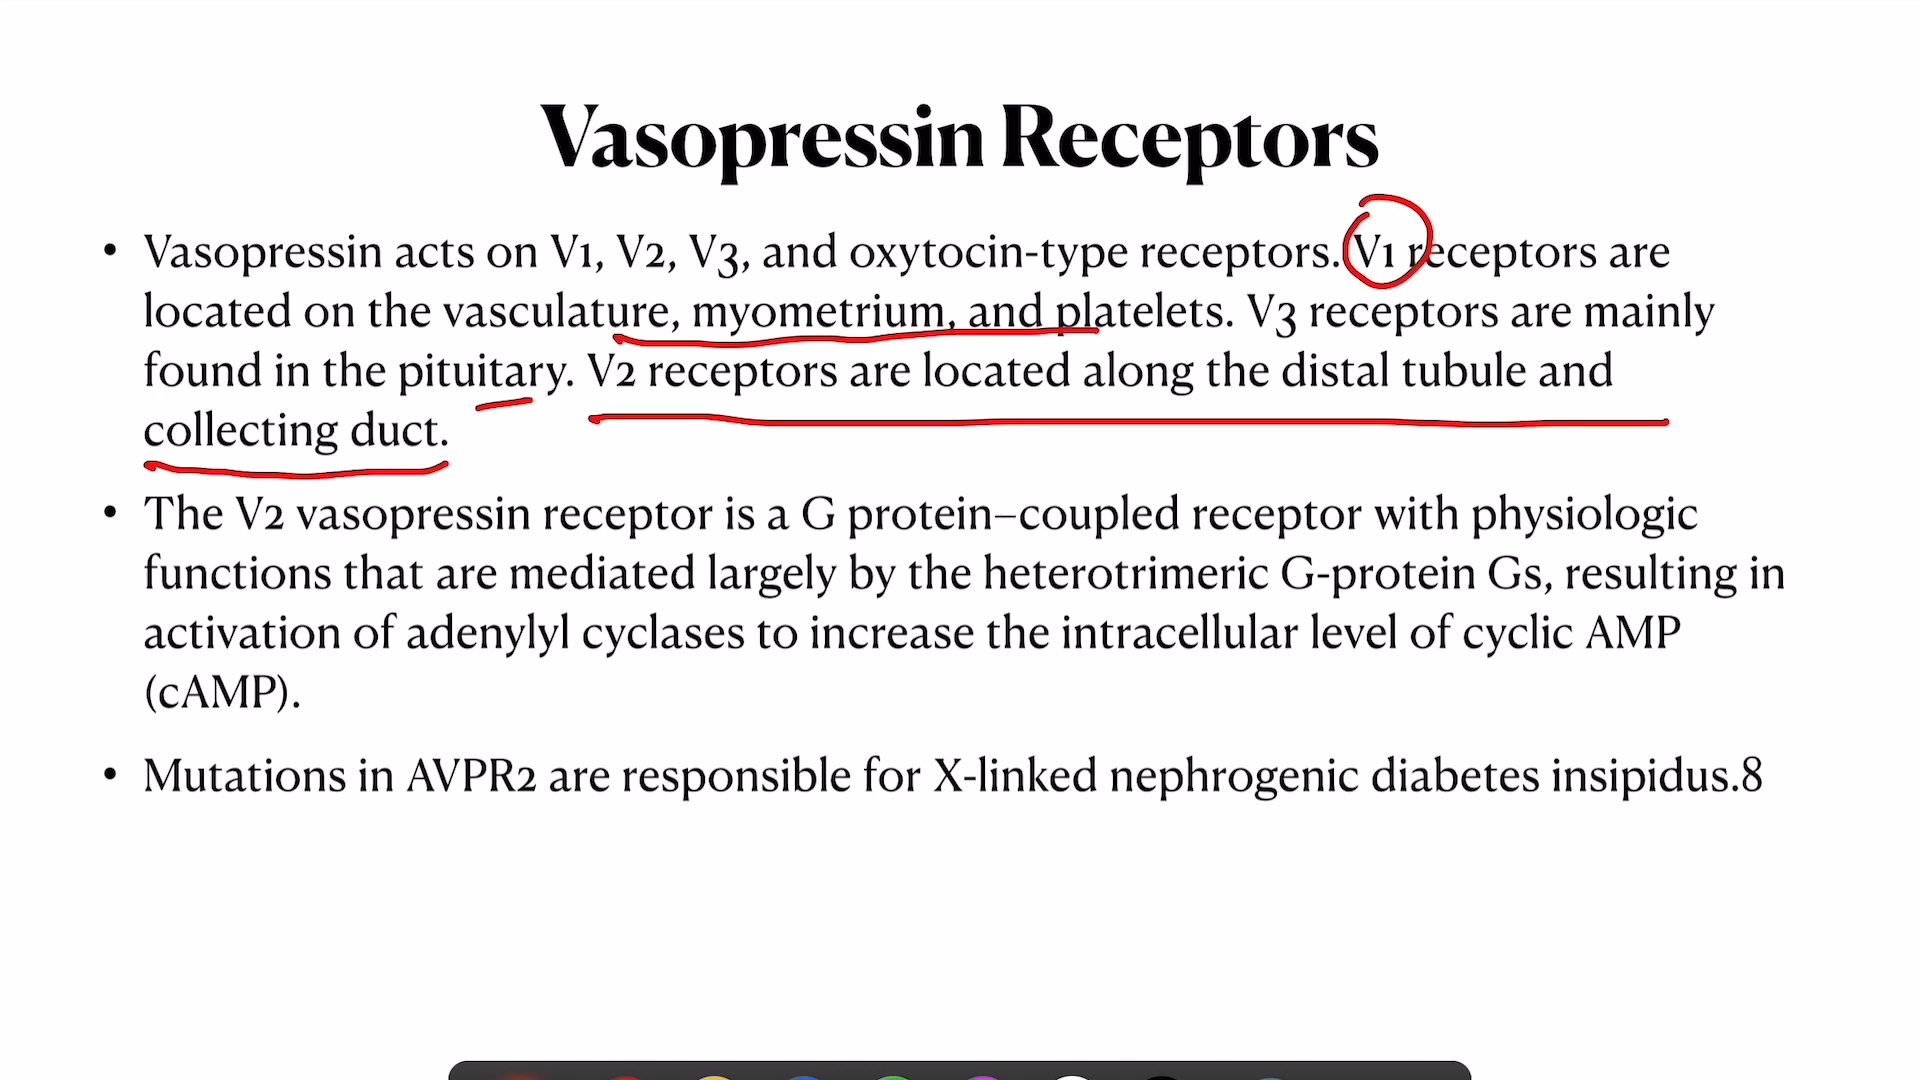 Vasopressin Receptors
• Vasopressin acts on V1, V2, V3, and oxytocin-type receptors. V1 receptors are
located on the vasculature, myometrium, and platelets. V3 receptors are mainly
found in the pituitary. V2 receptors are located along the distal tubule and
collecting duct.
• The V2 vasopressin receptor is a G protein–coupled receptor with physiologic
functions that are mediated largely by the heterotrimeric G-protein Gs, resulting in
activation of adenylyl cyclases to increase the intracellular level of cyclic AMP
(cAMP).
• Mutations in AVPR2 are responsible for X-linked nephrogenic diabetes insipidus.8